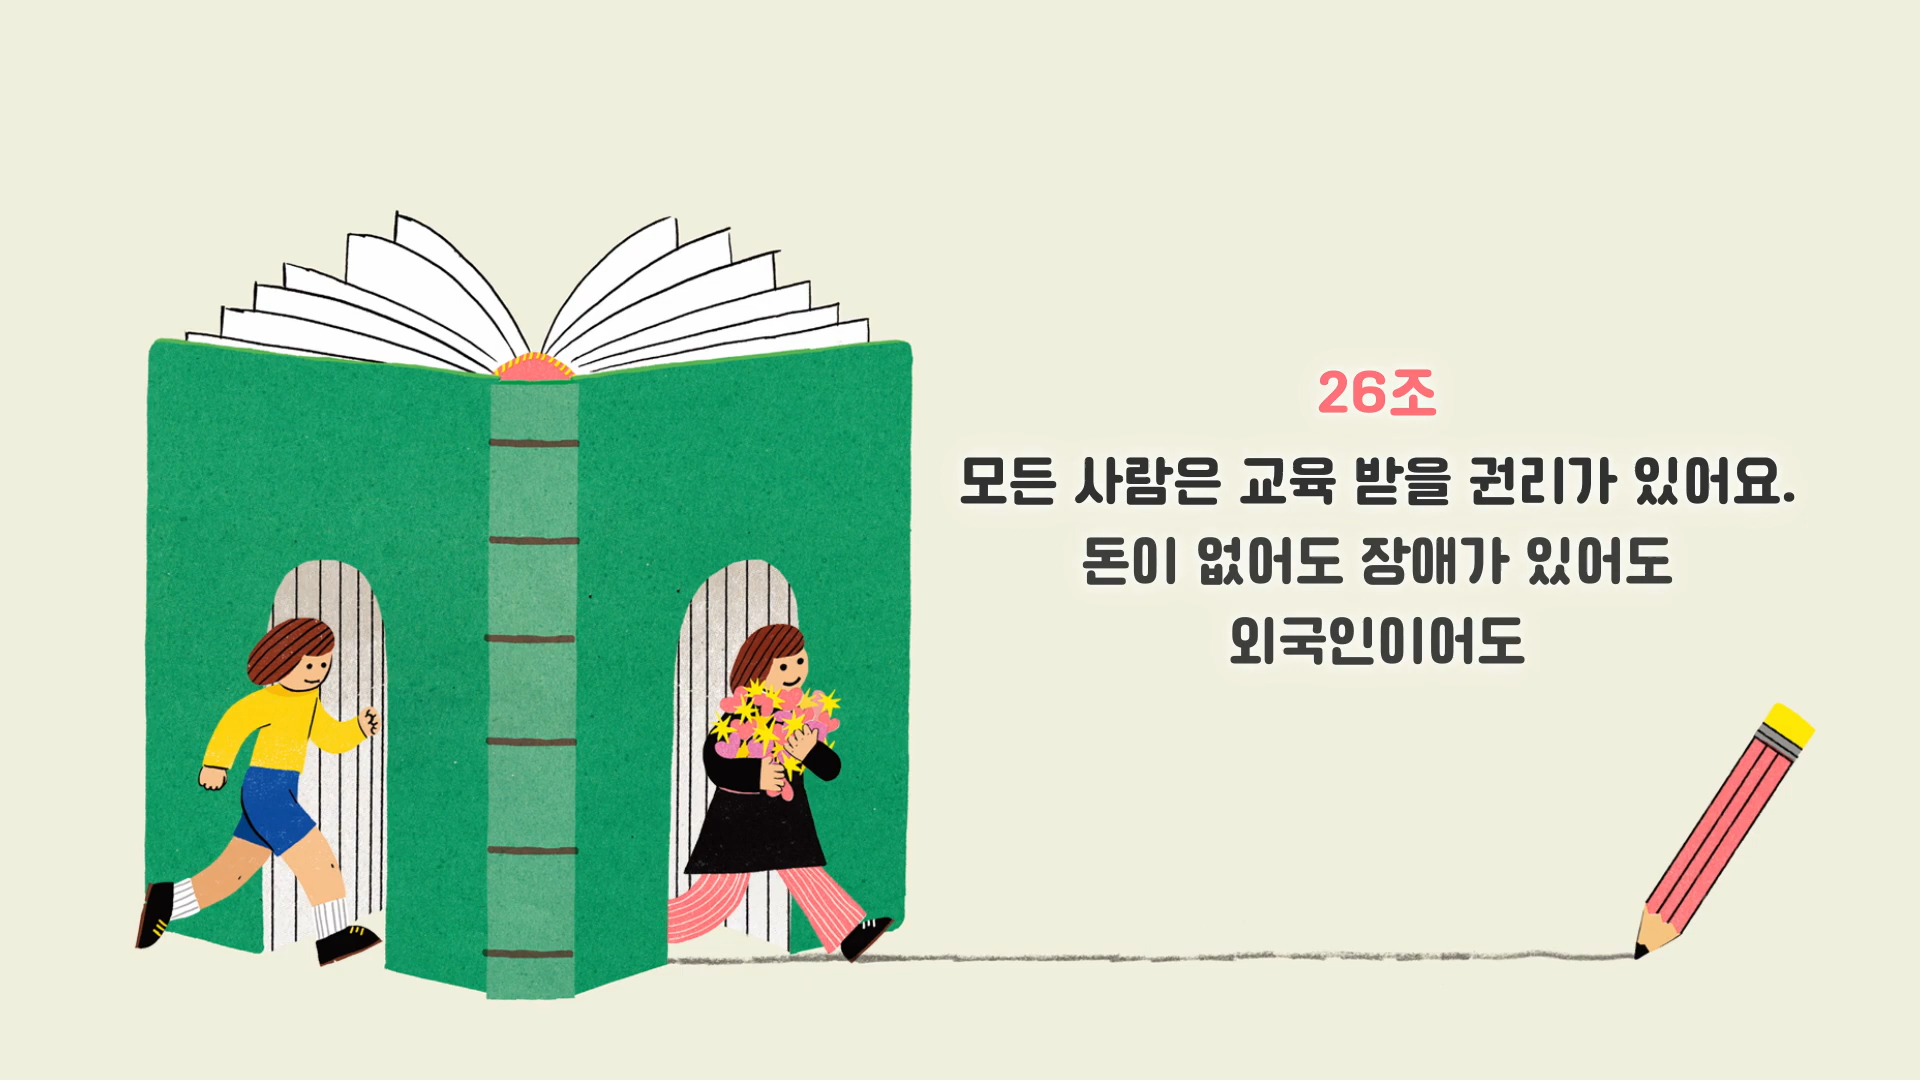 26조
모든 사람은 교육 받을 권리가 있어요.
돈이 없어도 장애가 있어도
외국인이어도